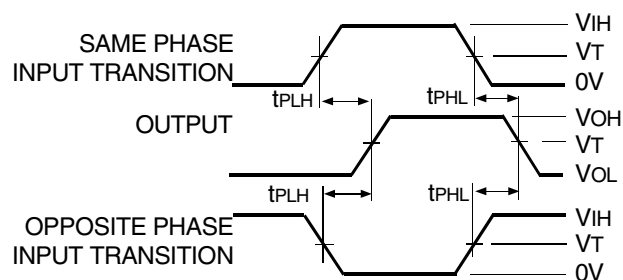 VIH
SAME PHASE
INPUT TRANSITION
VT
0V
tPLH
tPHL
OUTPUT
VOH
VT
VOL
tPLH
tPHL
OPPOSITE PHASE
INPUT TRANSITION
VIH
VT
0V